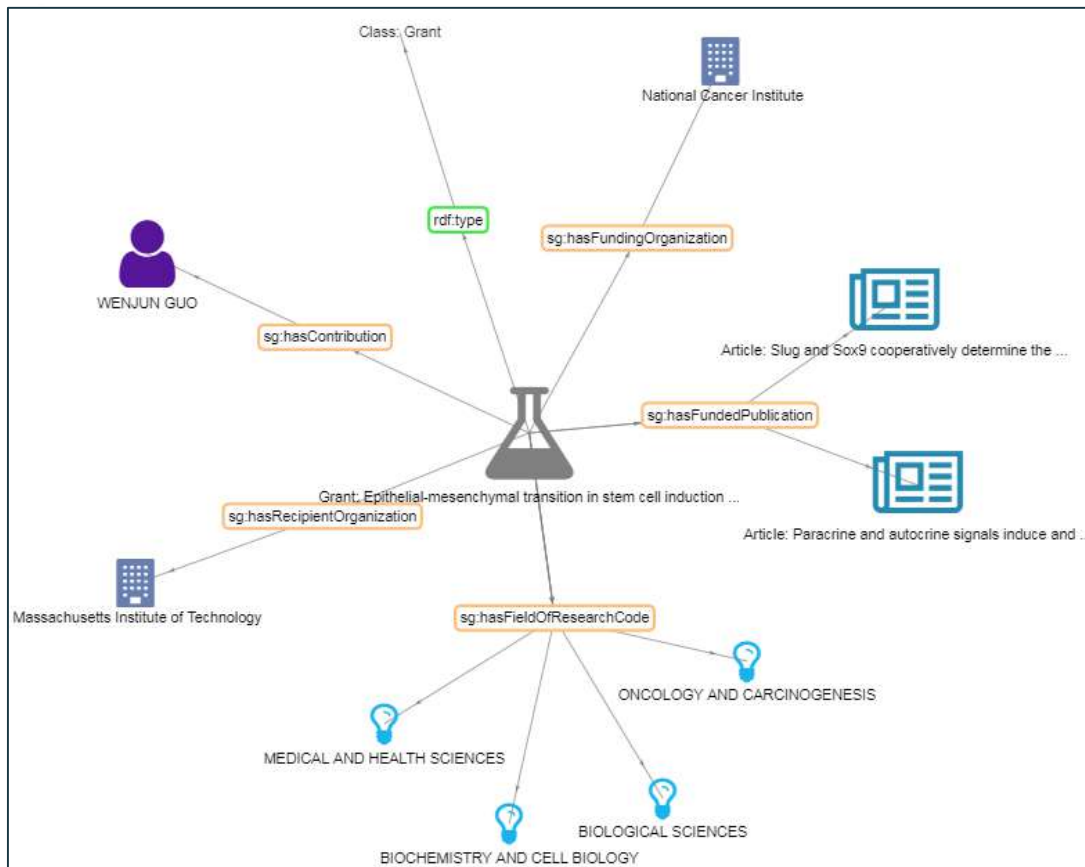 Class: Grant
National Cancer Institute
rdf:type
sg:hasFundingOrganization
WENJUN GUO
sg:hasContribution
Article: Slug and Sox9 cooperatively determine the ...
sg:hasFundedPublication
Grant: Epithelial-mesenchymal transition in stem cell induction ...
sg:hasRecipientOrganization
Article: Paracrine and autocrine signals induce and ...
Massachusetts Institute of Technology
sg:hasFieldOfResearchCode
ONCOLOGY AND CARCINOGENESIS
MEDICAL AND HEALTH SCIENCES
BIOLOGICAL SCIENCES
BIOCHEMISTRY AND CELL BIOLOGY